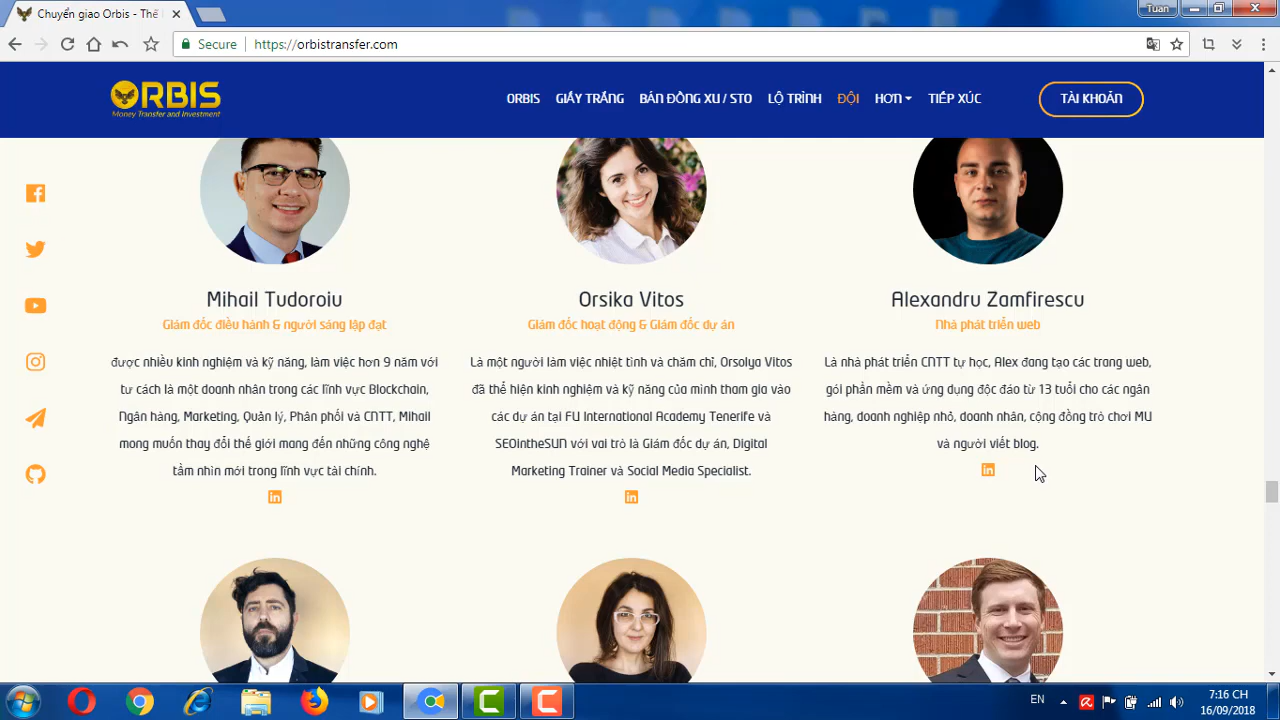 Chuyển giao Orbis - Thế
Tuan
Secure
https://orbistransfer.com
ORBIS
Money Transfer and Investment
ORBIS
GIẤY TRẮNG
BÁN ĐỒNG XU / STO
LỘ TRÌNH
ĐỘI
HƠN
TIẾP XÚC
TÀI KHOẢN
Mihail Tudoroiu
Giám đốc điều hành & người sáng lập đạt
được nhiều kinh nghiệm và kỹ năng, làm việc hơn 9 năm với
tư cách là một doanh nhân trong các lĩnh vực Blockchain,
Ngân hàng, Marketing, Quản lý, Phân phối và CNTT, Mihail
mong muốn thay đổi thế giới mang đến những công nghệ
tầm nhìn mới trong lĩnh vực tài chính.
Orsika Vitos
Giám đốc hoạt động & Giám đốc dự án
Là một người làm việc nhiệt tình và chăm chỉ, Orsolya Vitos
đã thể hiện kinh nghiệm và kỹ năng của mình tham gia vào
các dự án tại FU International Academy Tenerife và
SEOintheSUN với vai trò là Giám đốc dự án, Digital
Marketing Trainer và Social Media Specialist.
Alexandru Zamfirescu
Nhà phát triển web
Là nhà phát triển CNTT tự học, Alex đang tạo các trang web,
gói phần mềm và ứng dụng độc đáo từ 13 tuổi cho các ngân
hàng, doanh nghiệp nhỏ, doanh nhân, cộng đồng trò chơi MU
và người viết blog.
EN
7:16 CH
16/09/2018